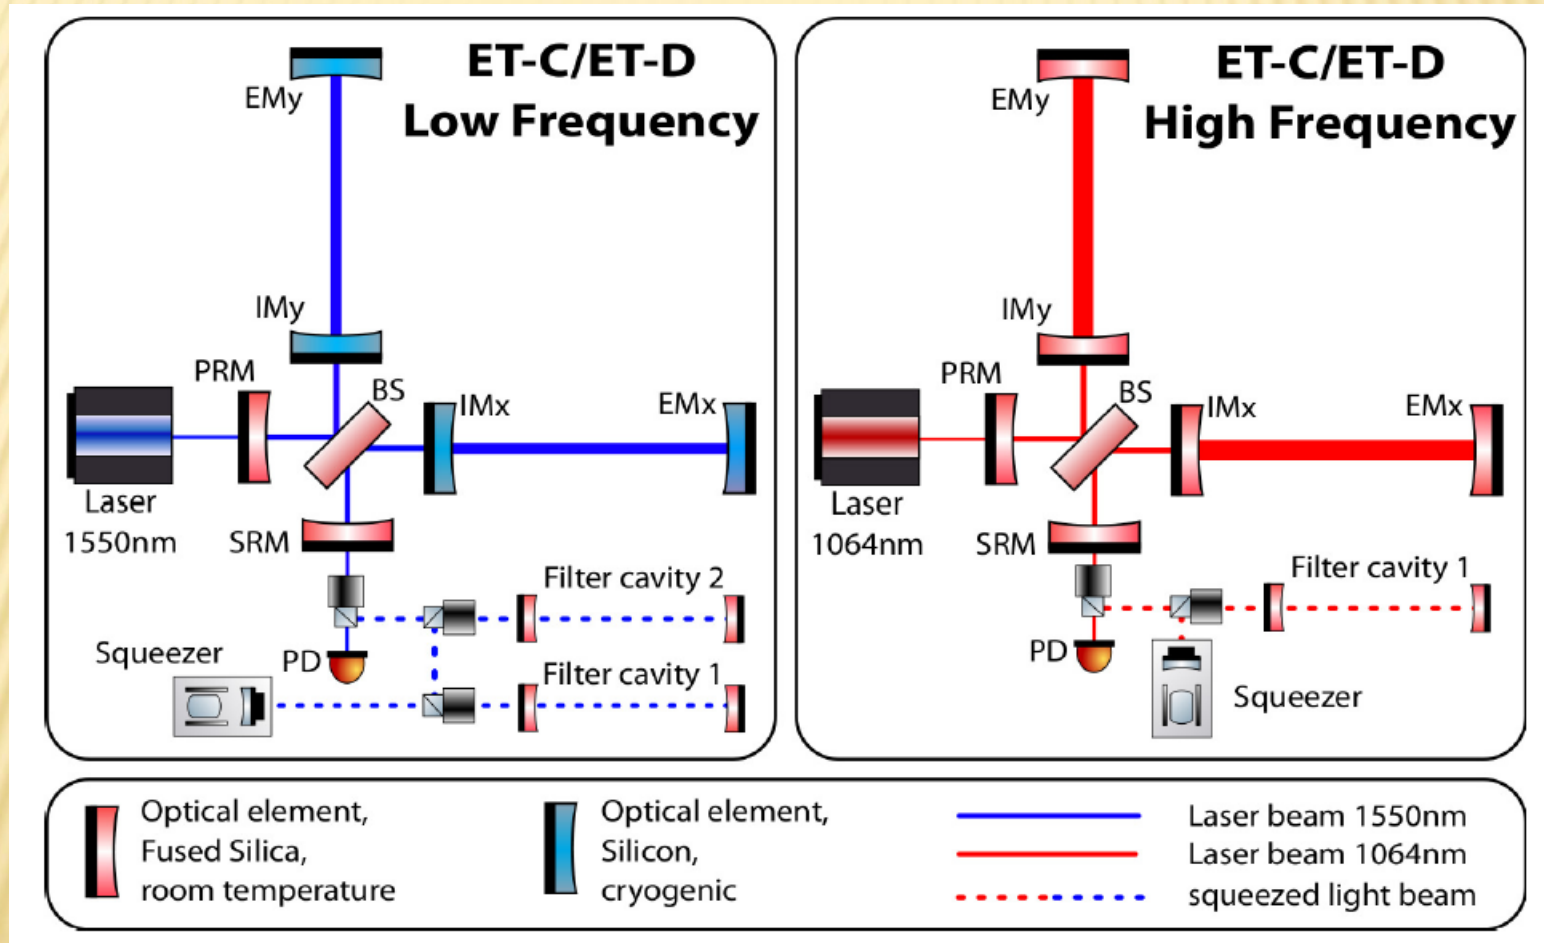 ET-C/ET-D
Low Frequency
EMy
IMy
PRM
BS
IMx
EMx
Laser
1550nm
SRM
Filter cavity 2
Squeezer
PD
Filter cavity 1
ET-C/ET-D
High Frequency
EMy
IMy
PRM
BS
IMx
EMx
Laser
1064nm
SRM
Filter cavity 1
PD
Squeezer
Optical element,
Fused Silica,
room temperature
Optical element,
Silicon,
cryogenic
Laser beam 1550nm
Laser beam 1064nm
squeezed light beam